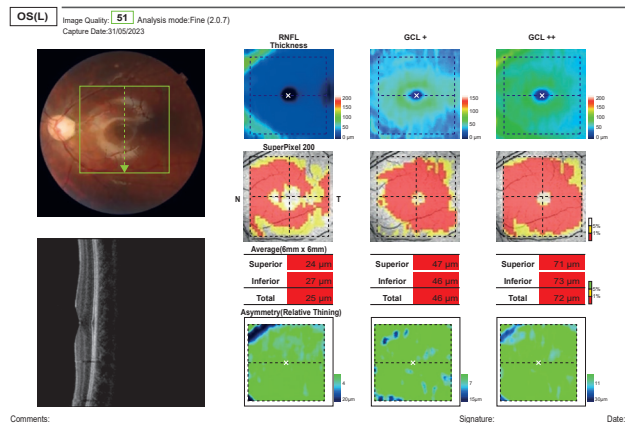 OS(L) Image Quality: 51 Analysis mode:Fine (2.0.7)
Capture Date:31/05/2023
RNFL Thickness GCL + GCL ++
200
150
100
50
0 µm
150
100
50
0 µm
200
150
100
50
0 µm
SuperPixel 200
N T
5%
1%
Average(6mm x 6mm)
Superior 24 µm Superior 47 µm Superior 71 µm
Inferior 27 µm Inferior 46 µm Inferior 73 µm
Total 25 µm Total 46 µm Total 72 µm
5%
1%
Asymmetry(Relative Thining)
4
20µm
7
15µm
11
30µm
Comments: Signature: Date: